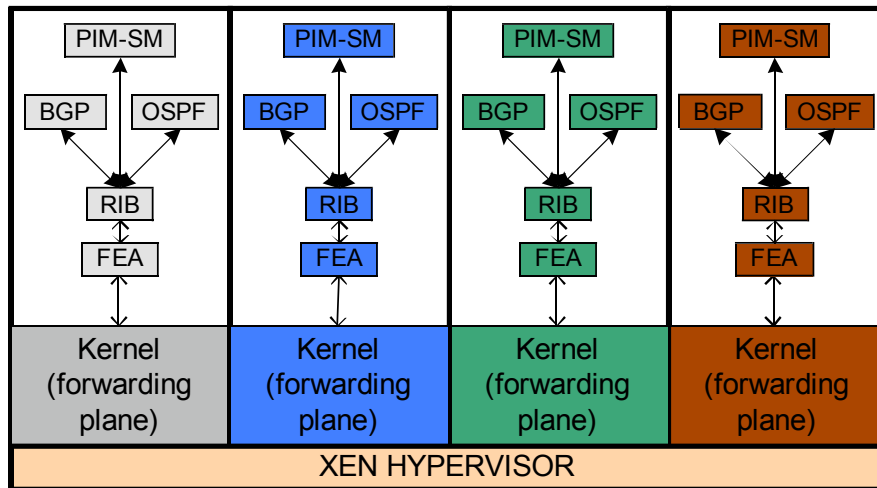 PIM-SM
BGP
OSPF
RIB
FEA
Kernel
(forwarding
plane)
PIM-SM
BGP
OSPF
RIB
FEA
Kernel
(forwarding
plane)
PIM-SM
BGP
OSPF
RIB
FEA
Kernel
(forwarding
plane)
PIM-SM
BGP
OSPF
RIB
FEA
Kernel
(forwarding
plane)
XEN HYPERVISOR